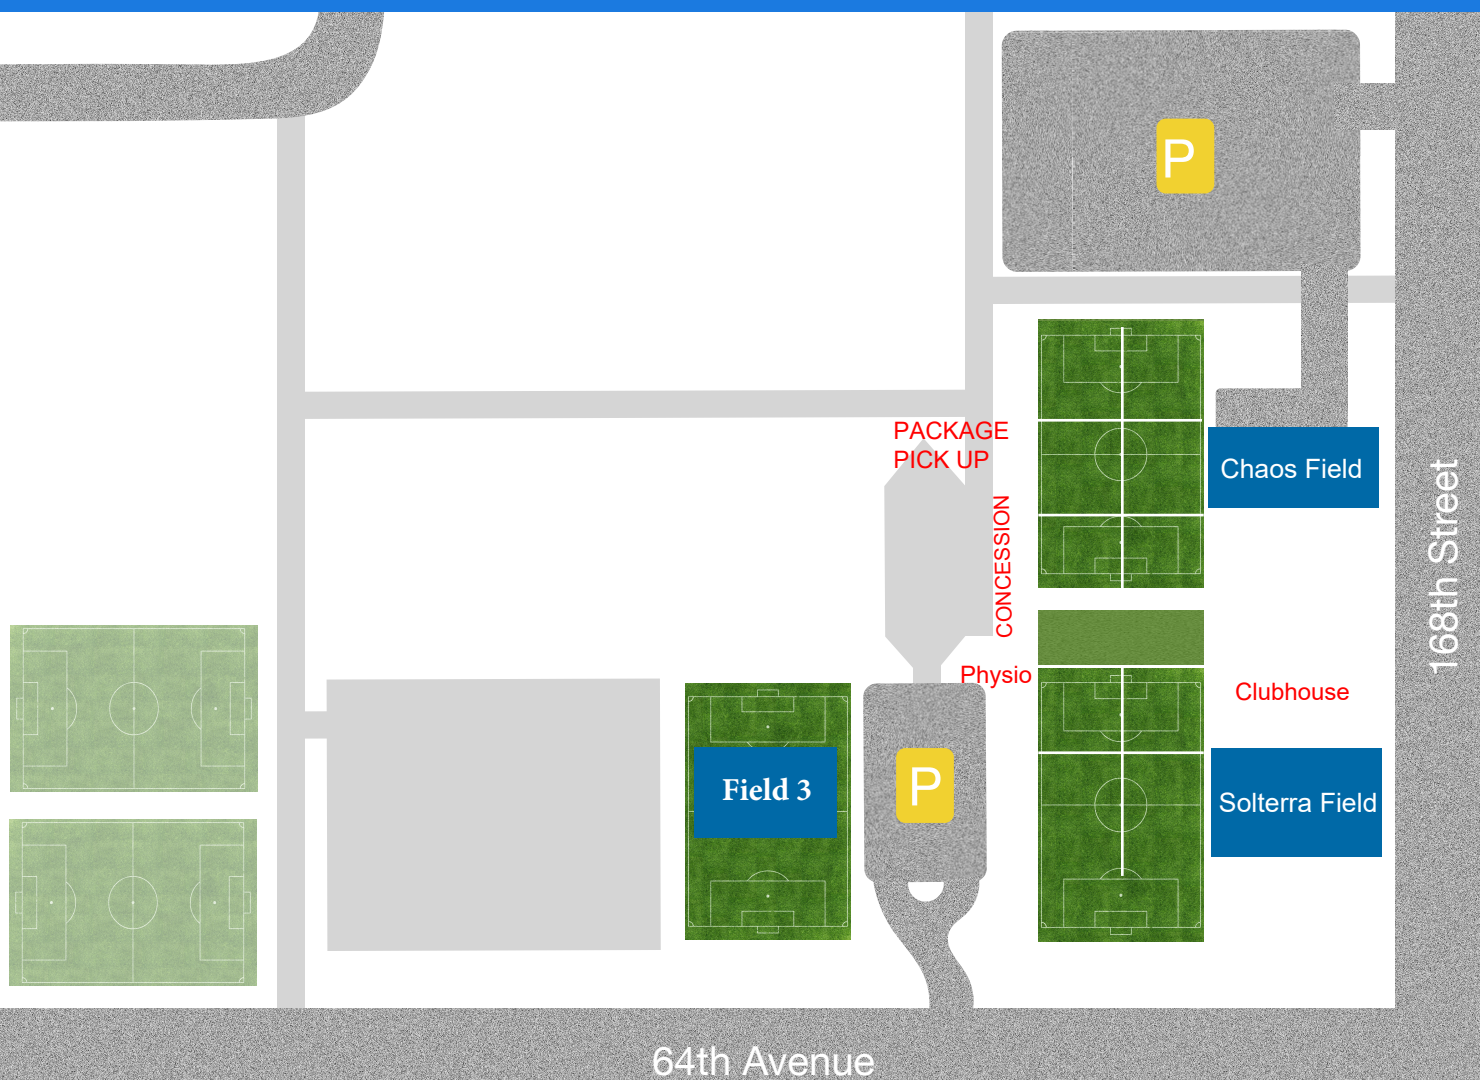 P
PACKAGE
PICK UP
Chaos Field
CONCESSION
168th Street
Physio
Clubhouse
Field 3
P
Solterra Field
64th Avenue